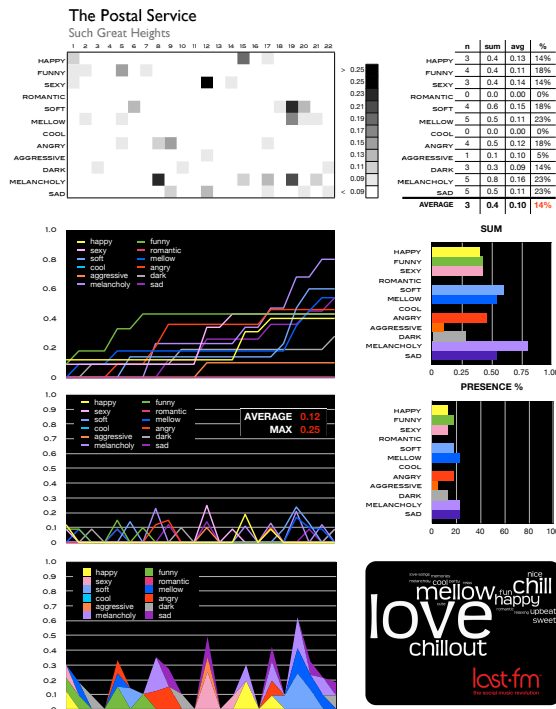 The Postal Service
Such Great Heights
1 2 3 4 5 6 7 8 9 10 11 12 13 14 15 16 17 18 19 20 21 22
HAPPY
FUNNY
SEXY
ROMANTIC
SOFT
MELLOW
COOL
ANGRY
AGGRESSIVE
DARK
MELANCHOLY
SAD
> 0.25
0.25
0.23
0.21
0.19
0.17
0.15
0.13
0.11
0.09
< 0.09
n sum avg %
HAPPY 3 0.4 0.13 14%
FUNNY 4 0.4 0.11 18%
SEXY 3 0.4 0.14 14%
ROMANTIC 0 0.0 0.00 0%
SOFT 4 0.6 0.15 18%
MELLOW 5 0.5 0.11 23%
COOL 0 0.0 0.00 0%
ANGRY 4 0.5 0.12 18%
AGGRESSIVE 1 0.1 0.10 5%
DARK 3 0.3 0.09 14%
MELANCHOLY 5 0.8 0.16 23%
SAD 5 0.5 0.11 23%
AVERAGE 3 0.4 0.10 14%
1.0
0.8
0.6
0.4
0.2
0
happy funny
sexy romantic
soft mellow
cool angry
aggressive dark
melancholy sad
SUM
HAPPY
FUNNY
SEXY
ROMANTIC
SOFT
MELLOW
COOL
ANGRY
AGGRESSIVE
DARK
MELANCHOLY
SAD
0 0.25 0.50 0.75 1.00
1.0
0.9
0.8
0.7
0.6
0.5
0.4
0.3
0.2
0.1
0
happy funny
sexy romantic
soft mellow
cool angry
aggressive dark
melancholy sad
AVERAGE 0.12
MAX 0.25
PRESENCE %
HAPPY
FUNNY
SEXY
ROMANTIC
SOFT
MELLOW
COOL
ANGRY
AGGRESSIVE
DARK
MELANCHOLY
SAD
0 20 40 60 80 100
1.0
0.9
0.8
0.7
0.6
0.5
0.4
0.3
0.2
0.1
0
happy funny
sexy romantic
soft mellow
cool angry
aggressive dark
melancholy sad
love-songs memories
melancholy cool party
nice
mellow run chill
happy
romantic relaxing upbeat
love sweet
chillout
last·fm
the social music revolution